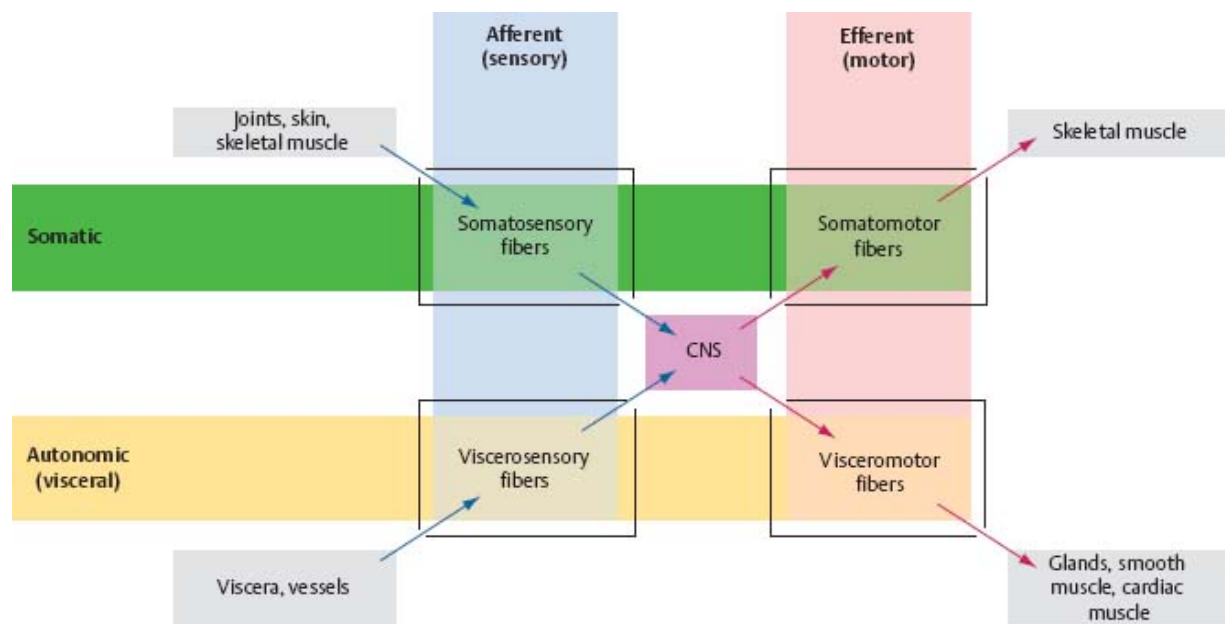 Afferent
(sensory)
Efferent
(motor)
Joints, skin,
skeletal muscle
Skeletal muscle
Somatic
Somatosensory
fibers
Somatomotor
fibers
CNS
Autonomic
(visceral)
Viscerosensory
fibers
Visceromotor
fibers
Viscera, vessels
Glands, smooth
muscle, cardiac
muscle